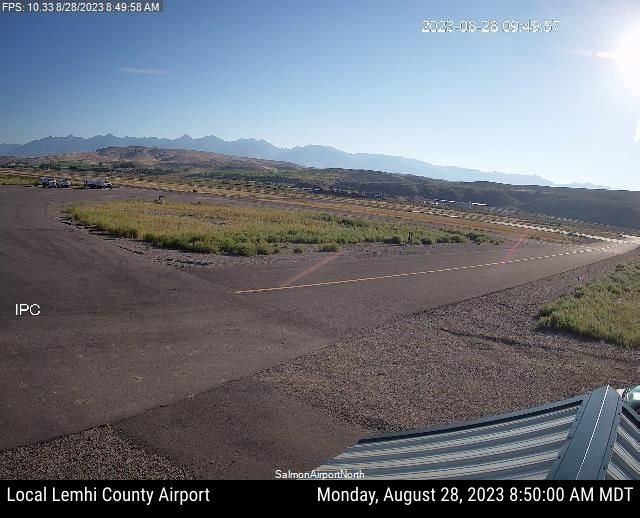 FPS: 10.33 8/28/2023 8:49:58 AM
2023-08-28 09:49:57
IPC
SalmonAirportNorth
Local Lemhi County Airport
Monday, August 28, 2023 8:50:00 AM MDT